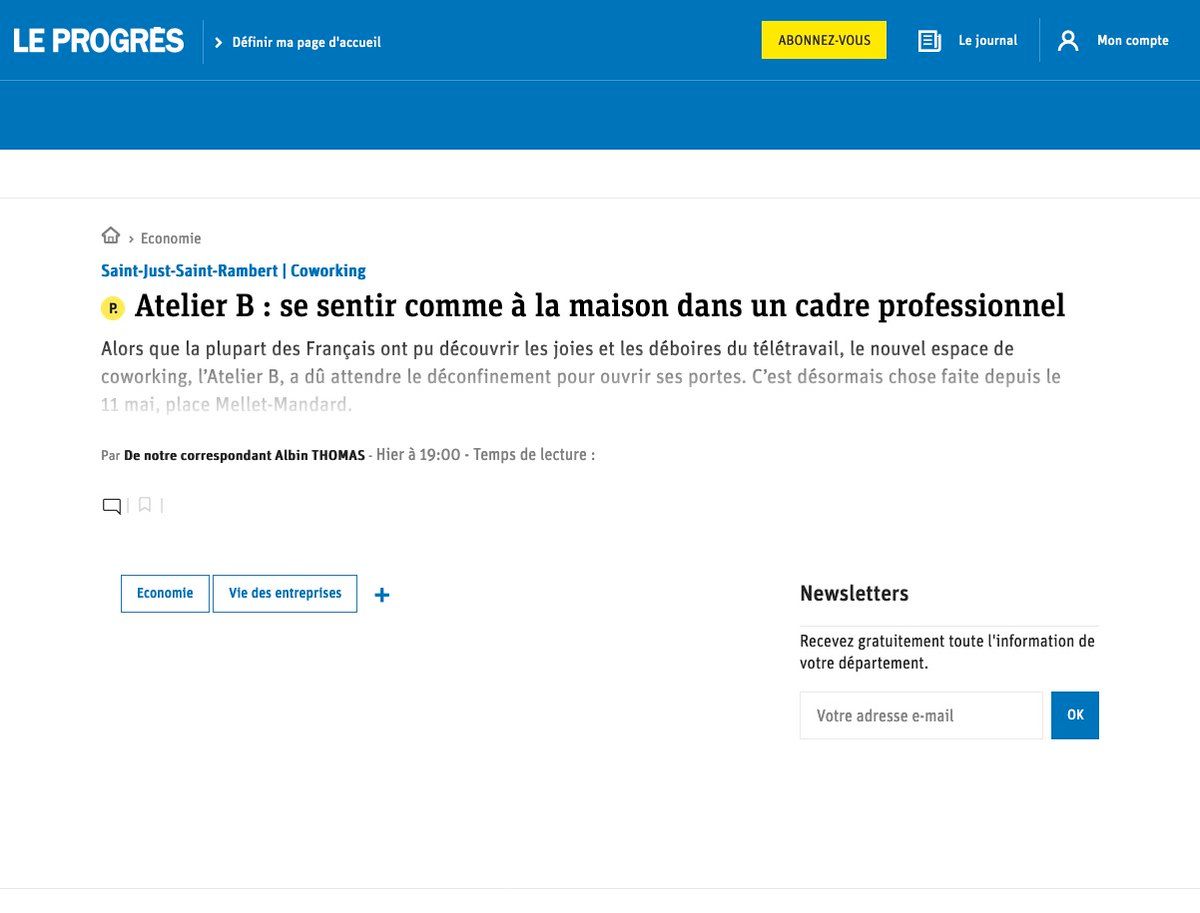 LE PROGRÈS
Définir ma page d'accueil
ABONNEZ-VOUS
Le journal
Mon compte
› Economie
Saint-Just-Saint-Rambert | Coworking
P. Atelier B : se sentir comme à la maison dans un cadre professionnel
Alors que la plupart des Français ont pu découvrir les joies et les déboires du télétravail, le nouvel espace de
coworking, l’Atelier B, a dû attendre le déconfinement pour ouvrir ses portes. C’est désormais chose faite depuis le
11 mai, place Mellet-Mandard.
Par De notre correspondant Albin THOMAS - Hier à 19:00 - Temps de lecture :
Economie
Vie des entreprises
+
Newsletters
Recevez gratuitement toute l'information de
votre département.
Votre adresse e-mail
OK